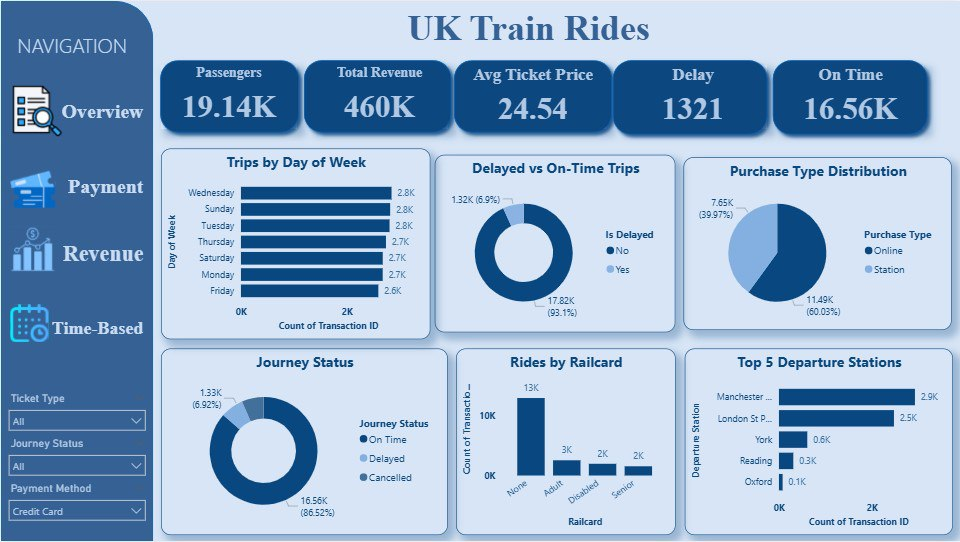 UK Train Rides
NAVIGATION
Overview
Payment
Revenue
Time-Based
Ticket Type
All
Journey Status
All
Payment Method
Credit Card
Passengers
19.14K
Total Revenue
460K
Avg Ticket Price
24.54
Delay
1321
On Time
16.56K
Trips by Day of Week
Day of Week
Wednesday 2.8K
Sunday 2.8K
Tuesday 2.8K
Thursday 2.7K
Saturday 2.7K
Monday 2.7K
Friday 2.6K
0K 2K
Count of Transaction ID
Delayed vs On-Time Trips
1.32K (6.9%)
17.82K
(93.1%)
Is Delayed
No
Yes
Purchase Type Distribution
7.65K
(39.97%)
11.49K
(60.03%)
Purchase Type
Online
Station
Journey Status
1.33K
(6.92%)
16.56K
(86.52%)
Journey Status
On Time
Delayed
Cancelled
Rides by Railcard
Count of Transactio...
10K
0K
13K
3K
2K
2K
None
Adult
Disabled
Senior
Railcard
Top 5 Departure Stations
Departure Station
Manchester ... 2.9K
London St P... 2.5K
York 0.6K
Reading 0.3K
Oxford 0.1K
0K 2K
Count of Transaction ID